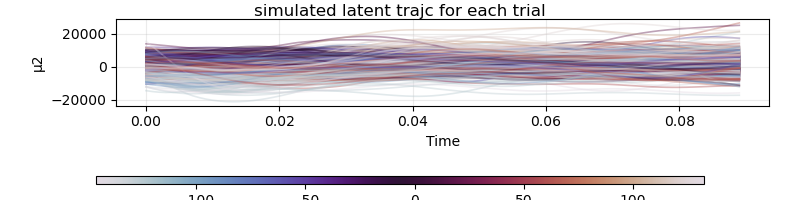 simulated latent trajc for each trial
20000
0
−20000
μ2
0.00 0.02 0.04 0.06 0.08
Time
−100 −50 0 50 100